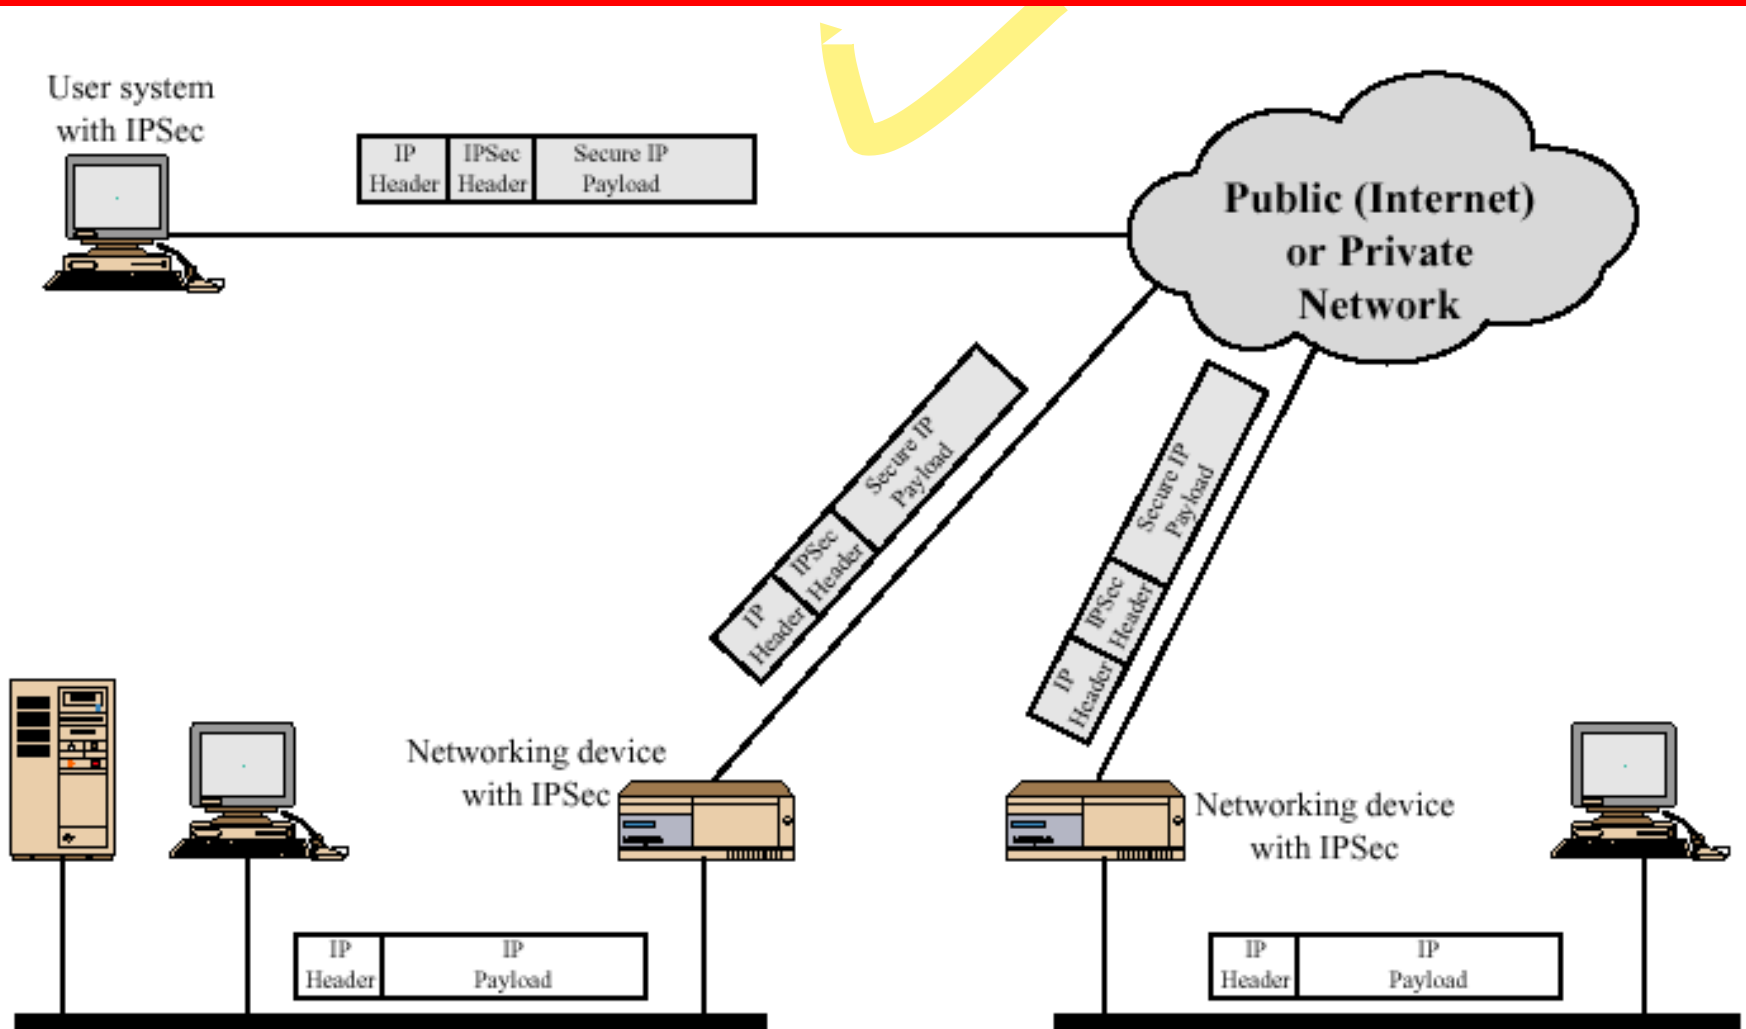 User system
with IPSec
IP
Header
IPSec
Header
Secure IP
Payload
Public (Internet)
or Private
Network
Secure IP
Payload
IPSec
Header
IP
Header
Secure IP
Payload
IPSec
Header
IP
Header
Networking device
with IPSec
Networking device
with IPSec
IP
Header
IP
Payload
IP
Header
IP
Payload